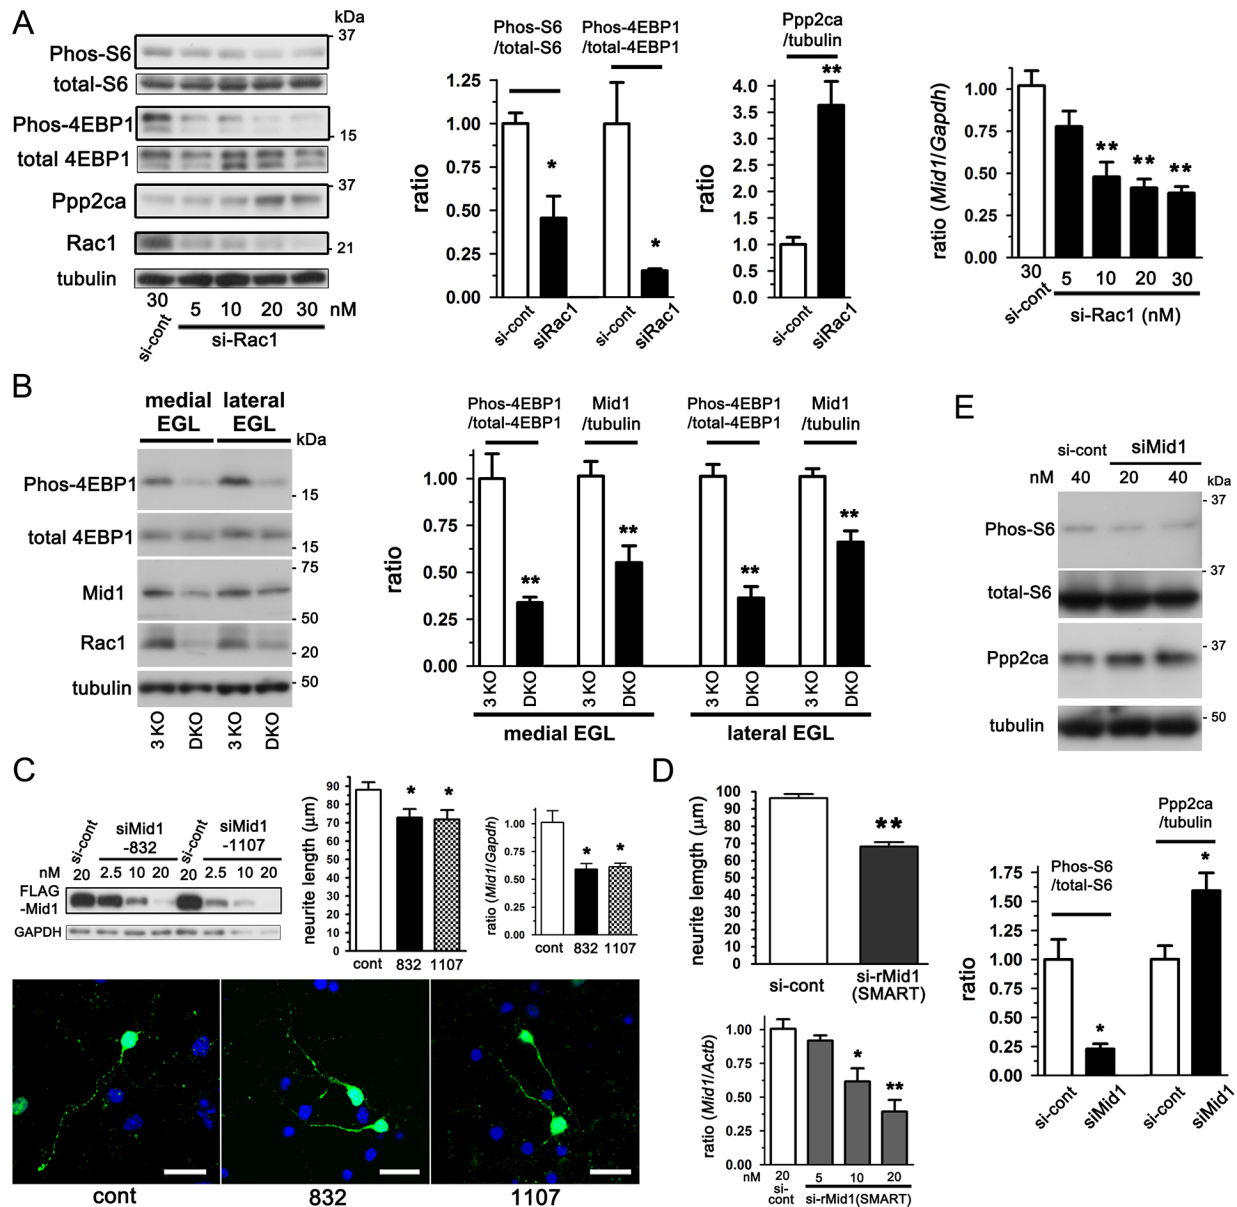 A
kDa
Phos-S6
37
total-S6
Phos-4EBP1
15
total 4EBP1
Ppp2ca
37
Rac1
21
tubulin
30 5 10 20 30 nM
si-cont
si-Rac1
Phos-S6
/total-S6
Phos-4EBP1
/total-4EBP1
ratio
1.25
1.00
0.75
0.50
0.25
0.00
*
*
si-cont
siRac1
si-cont
siRac1
Ppp2ca
/tubulin
**
ratio
4.0
3.5
3.0
2.5
2.0
1.5
1.0
0.5
0.0
si-cont
siRac1
ratio (Mid1/Gapdh)
1.00
0.75
0.50
0.25
0.00
** ** **
30 5 10 20 30
si-cont
si-Rac1 (nM)
B
medial
EGL
lateral
EGL
kDa
Phos-4EBP1
15
total 4EBP1
15
75
Mid1
50
Rac1
20
tubulin
50
3 KO
DKO
3 KO
DKO
Phos-4EBP1
/total-4EBP1
Mid1
/tubulin
Phos-4EBP1
/total-4EBP1
Mid1
/tubulin
ratio
1.00
0.75
0.50
0.25
0.00
**
**
**
**
3 KO
DKO
3 KO
DKO
3 KO
DKO
3 KO
DKO
medial EGL
lateral EGL
E
si-cont
siMid1
nM 40 20 40
kDa
37
Phos-S6
37
total-S6
Ppp2ca
37
tubulin
50
Phos-S6
/total-S6
Ppp2ca
/tubulin
ratio
1.75
1.50
1.25
1.00
0.75
0.50
0.25
0.00
*
*
si-cont
siMid1
si-cont
siMid1
C
si-cont
siMid1
-832
si-cont
siMid1
-1107
nM 20 2.5 10 20 20 2.5 10 20
FLAG
-Mid1
GAPDH
neurite length (µm)
90
80
70
60
50
40
30
20
10
0
* *
cont 832 1107
ratio (Mid1/Gapdh)
1.00
0.75
0.50
0.25
0.00
* *
cont 832 1107
cont
832
1107
D
neurite length (µm)
100
90
80
70
60
50
40
30
20
10
0
**
si-cont
si-rMid1
(SMART)
ratio (Mid1/Actb)
1.00
0.75
0.50
0.25
0.00
*
**
nM 20 5 10 20
si-
cont
si-rMid1(SMART)